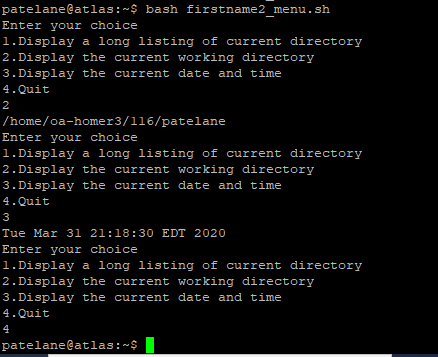 patelane@atlas:~$ bash firstname2_menu.sh
Enter your choice
1.Display a long listing of current directory
2.Display the current working directory
3.Display the current date and time
4.Quit
2
/home/oa-homer3/116/patelane
Enter your choice
1.Display a long listing of current directory
2.Display the current working directory
3.Display the current date and time
4.Quit
3
Tue Mar 31 21:18:30 EDT 2020
Enter your choice
1.Display a long listing of current directory
2.Display the current working directory
3.Display the current date and time
4.Quit
4
patelane@atlas:~$